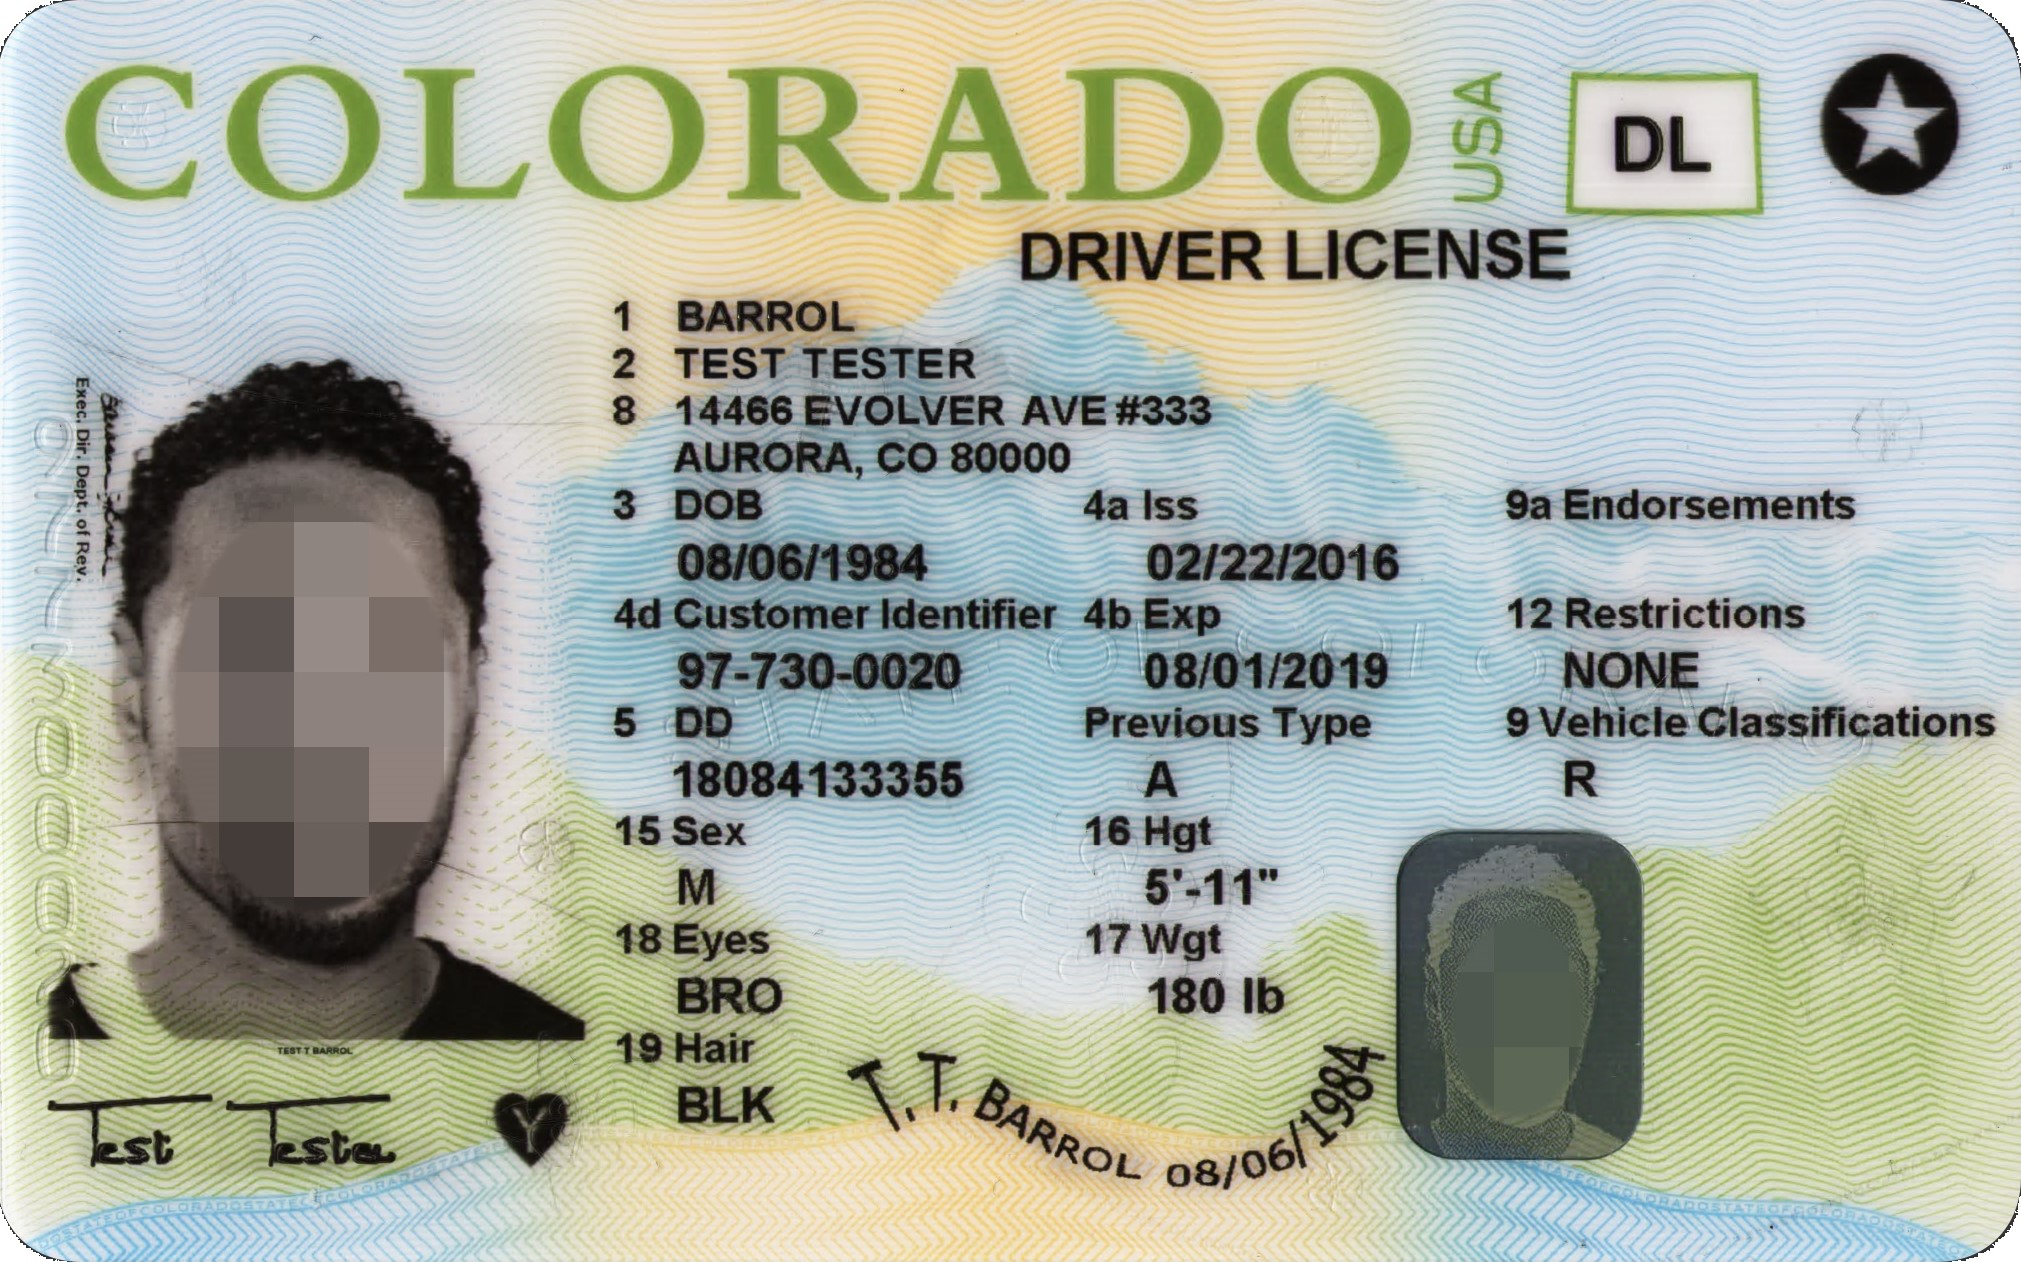 COLORADO USA DL
DRIVER LICENSE
1 BARROL
2 TEST TESTER
8 14466 EVOLVER AVE #333
AURORA, CO 80000
3 DOB 4a Iss 9a Endorsements
08/06/1984 02/22/2016
4d Customer Identifier 4b Exp 12 Restrictions
97-730-0020 08/01/2019 NONE
5 DD Previous Type 9 Vehicle Classifications
18084133355 A R
15 Sex 16 Hgt
M 5'-11"
18 Eyes 17 Wgt
BRO 180 lb
19 Hair
BLK
T.T. BARROL 08/06/1984
Exec. Dir. Dept. of Rev.
TEST T BARROL
Test Tester
Y